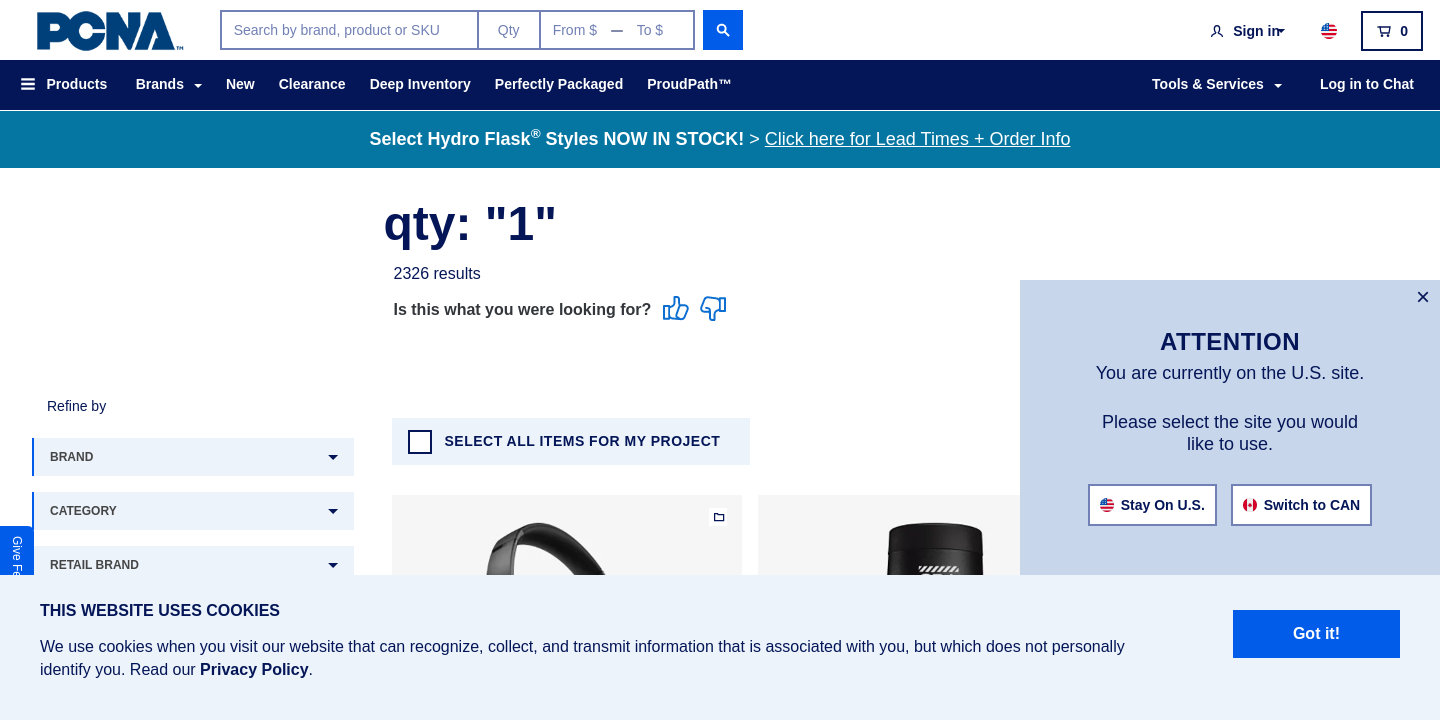 PCNA™ Search by brand, product or SKU Qty From $ To $ Sign in 0
Products Brands New Clearance Deep Inventory Perfectly Packaged ProudPath™ Tools & Services Log in to Chat
Select Hydro Flask® Styles NOW IN STOCK! > Click here for Lead Times + Order Info
qty: "1"
2326 results
Is this what you were looking for?
ATTENTION
You are currently on the U.S. site.
Please select the site you would
like to use.
Stay On U.S. Switch to CAN
Refine by
SELECT ALL ITEMS FOR MY PROJECT
BRAND
CATEGORY
RETAIL BRAND
Give
THIS WEBSITE USES COOKIES
We use cookies when you visit our website that can recognize, collect, and transmit information that is associated with you, but which does not personally
identify you. Read our Privacy Policy.
Got it!